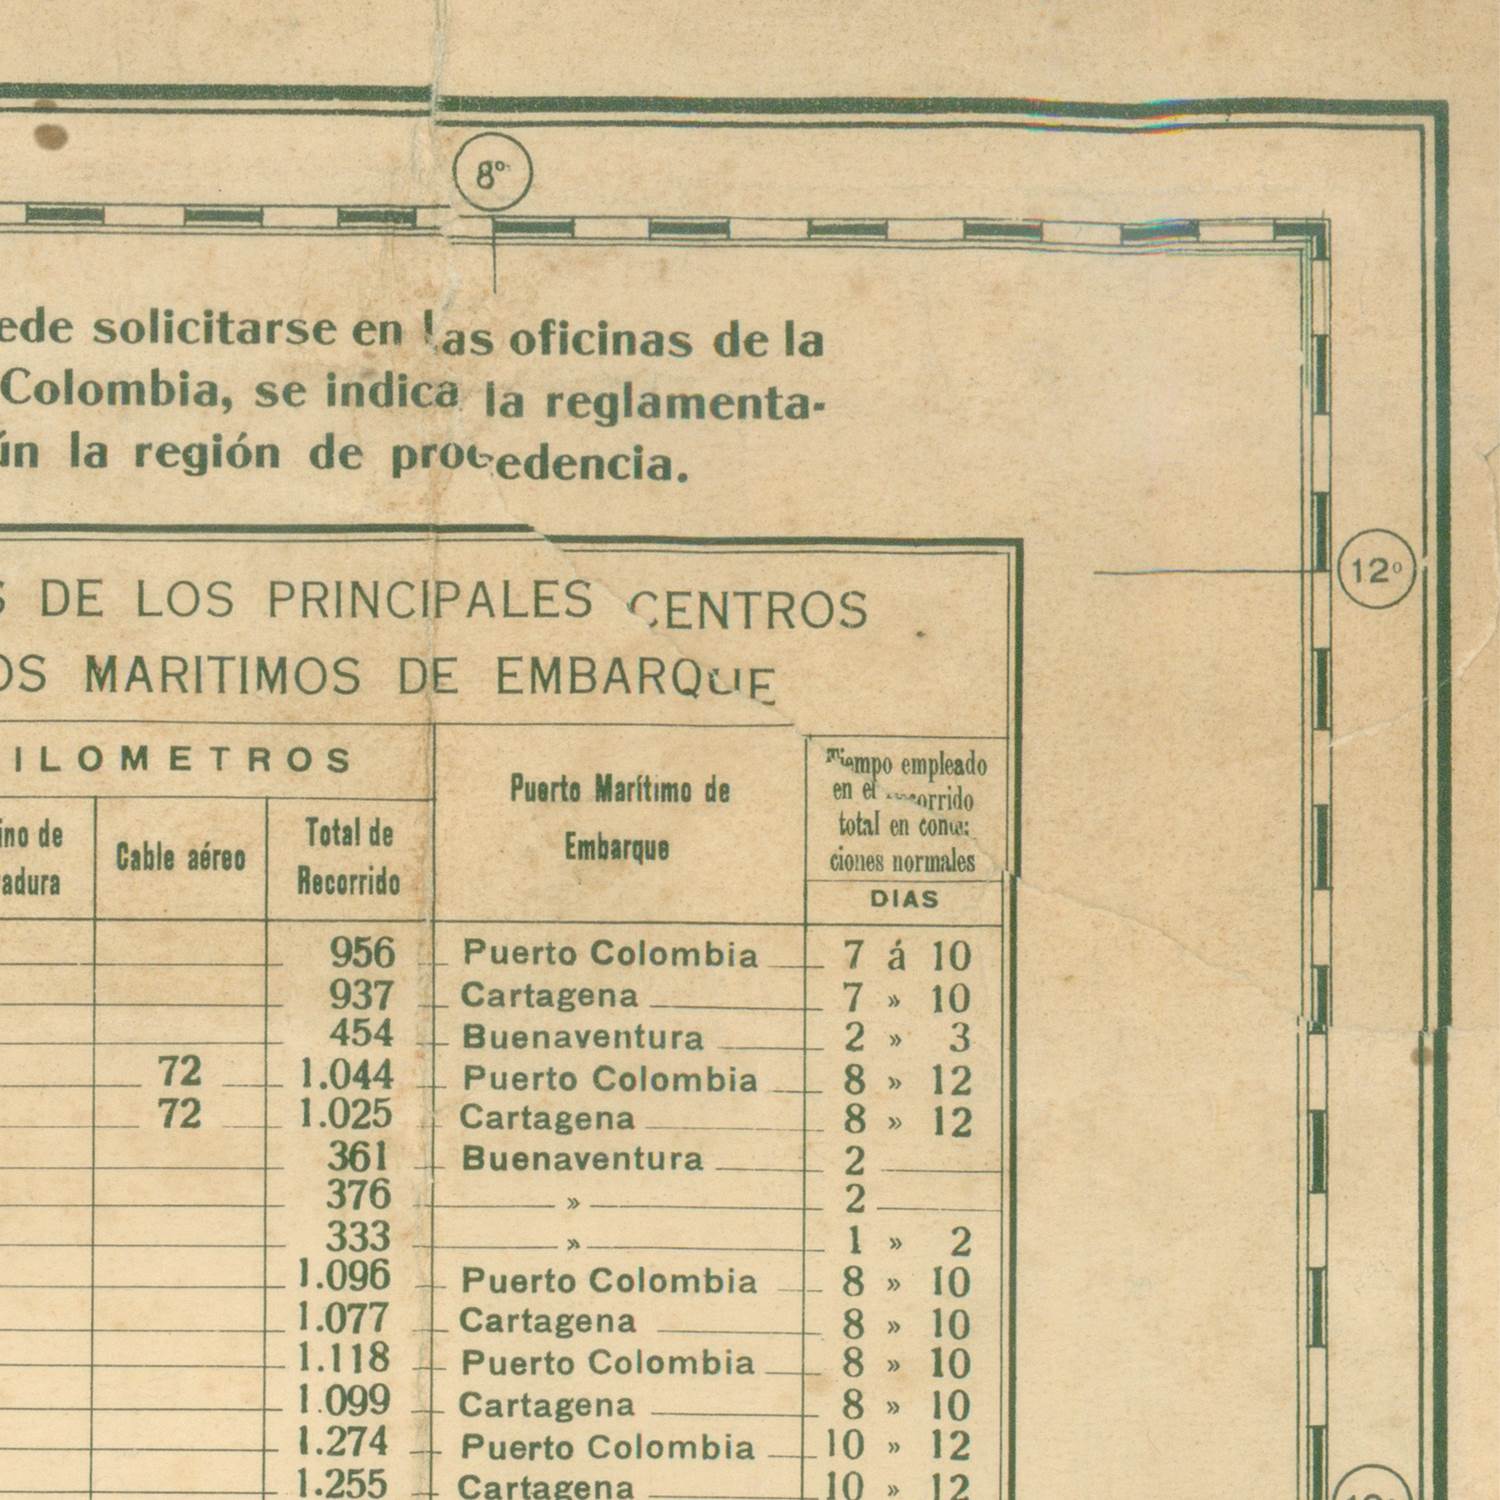 8º
ede solicitarse en las oficinas de la
Colombia, se indica la reglamenta-
ún la región de procedencia.
12º
S DE LOS PRINCIPALES CENTROS
OS MARITIMOS DE EMBARQUE
ILOMETROS
Puerto Marítimo de
Embarque
Tiempo empleado
en el recorrido
total en condi-
ciones normales
DIAS
ino de
adura
Cable aéreo
Total de
Recorrido
956 Puerto Colombia 7 á 10
937 Cartagena 7 » 10
454 Buenaventura 2 » 3
72 1.044 Puerto Colombia 8 » 12
72 1.025 Cartagena 8 » 12
361 Buenaventura 2
376 » 2
333 » 1 » 2
1.096 Puerto Colombia 8 » 10
1.077 Cartagena 8 » 10
1.118 Puerto Colombia 8 » 10
1.099 Cartagena 8 » 10
1.274 Puerto Colombia 10 » 12
1.255 Cartagena 10 » 12